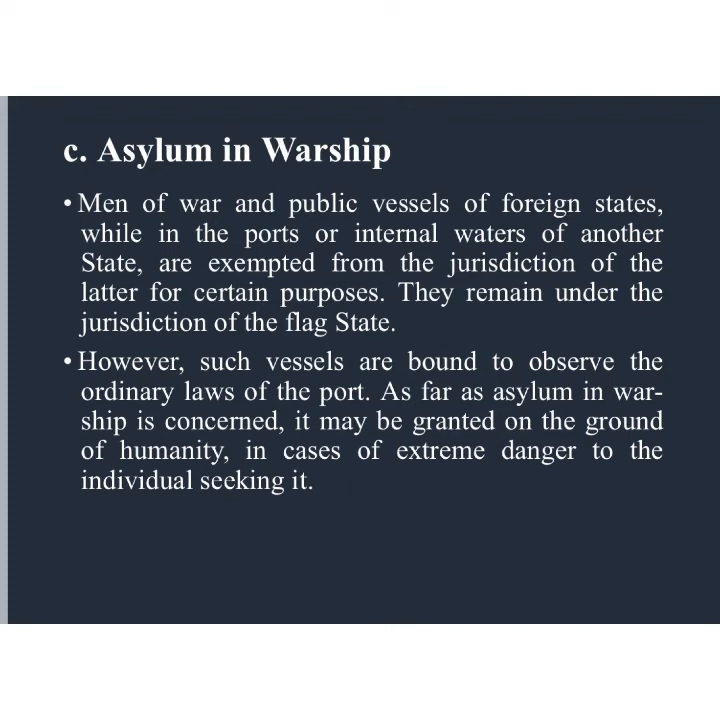 c. Asylum in Warship
• Men of war and public vessels of foreign states,
while in the ports or internal waters of another
State, are exempted from the jurisdiction of the
latter for certain purposes. They remain under the
jurisdiction of the flag State.
• However, such vessels are bound to observe the
ordinary laws of the port. As far as asylum in war-
ship is concerned, it may be granted on the ground
of humanity, in cases of extreme danger to the
individual seeking it.